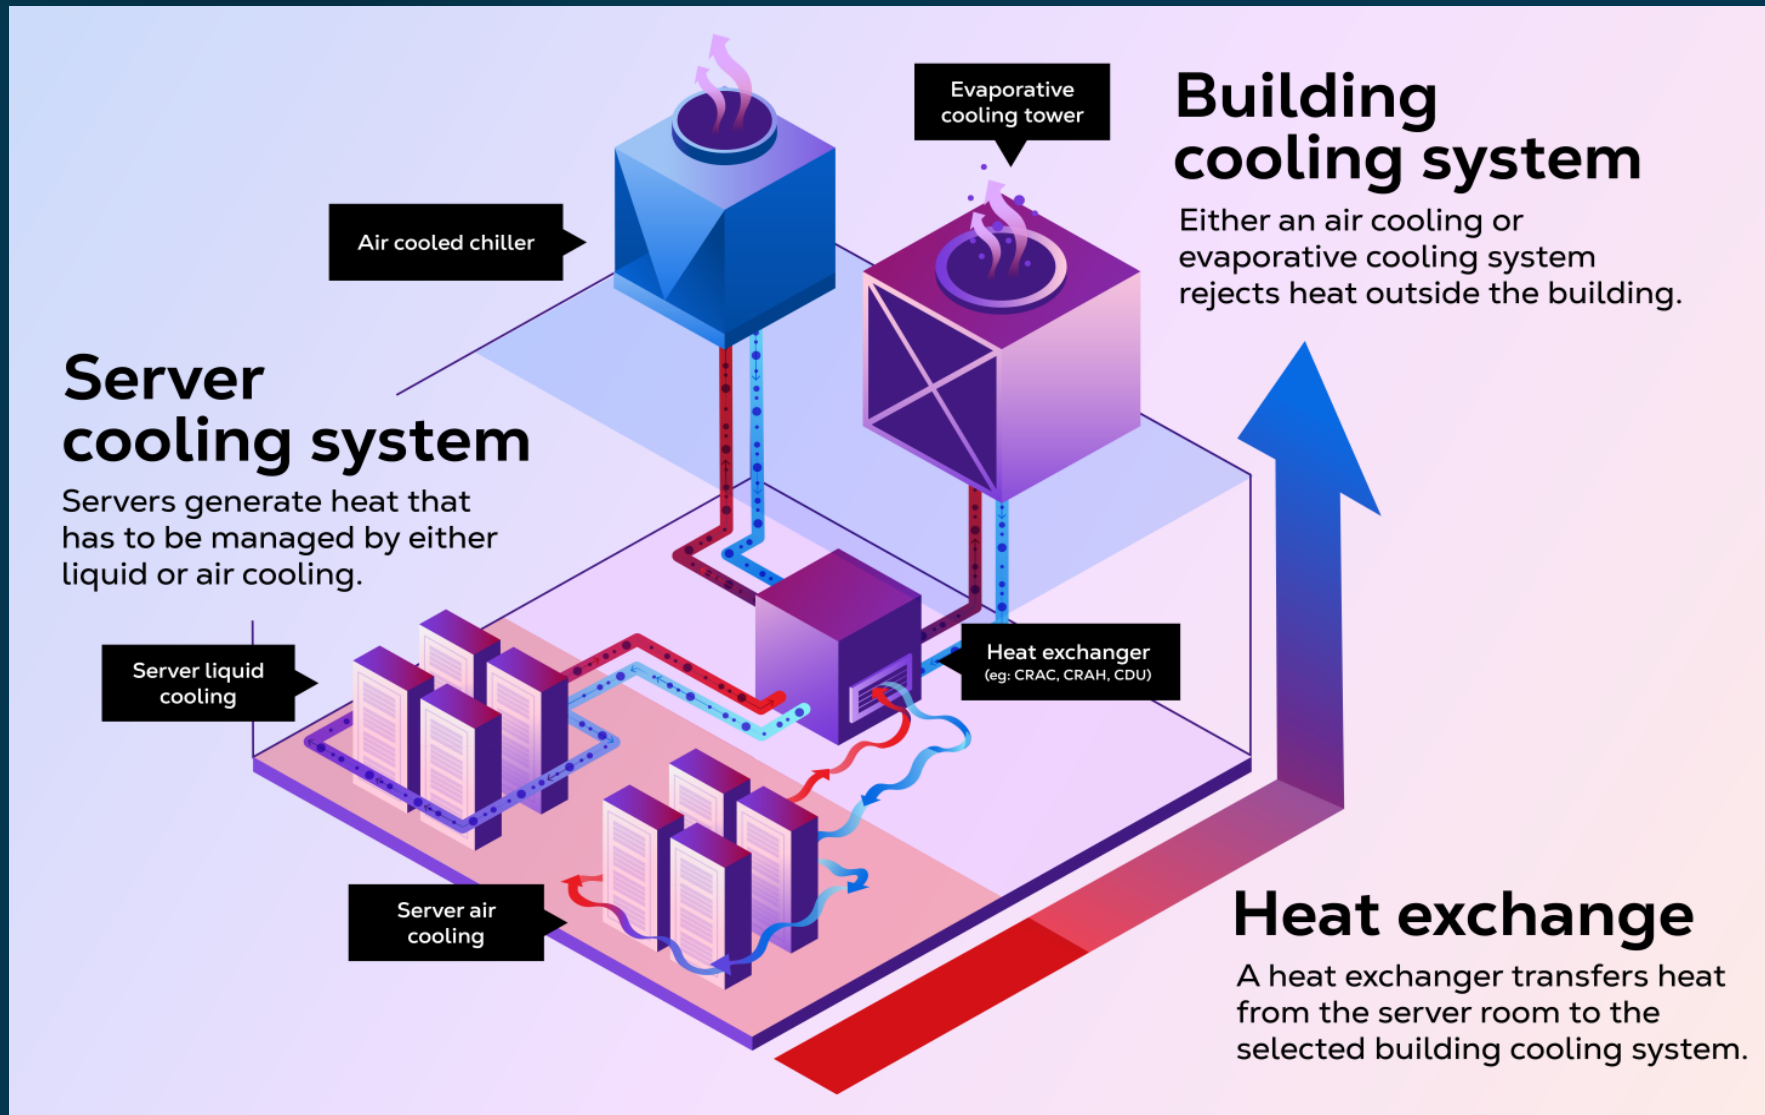 Evaporative
cooling tower
Building
cooling system
Either an air cooling or
evaporative cooling system
rejects heat outside the building.
Air cooled chiller
Server
cooling system
Servers generate heat that
has to be managed by either
liquid or air cooling.
Server liquid
cooling
Heat exchanger
(eg: CRAC, CRAH, CDU)
Server air
cooling
Heat exchange
A heat exchanger transfers heat
from the server room to the
selected building cooling system.